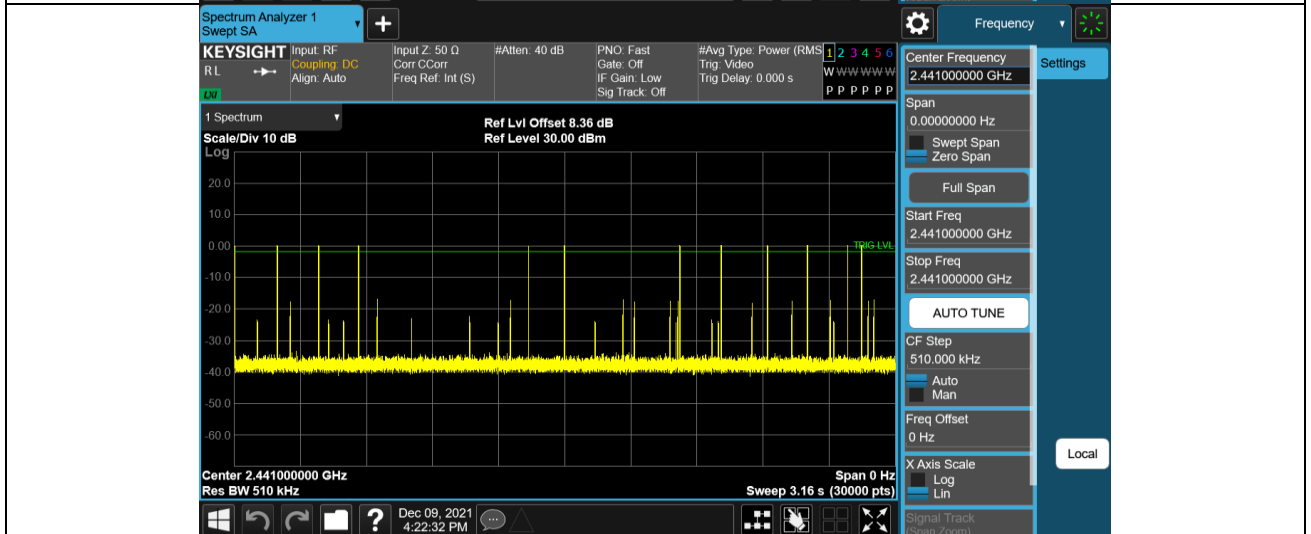 Spectrum Analyzer 1
Swept SA
Frequency
KEYSIGHT
R L
LXI
Input: RF
Coupling: DC
Align: Auto
Input Z: 50 Ω
Corr CCorr
Freq Ref: Int (S)
#Atten: 40 dB
PNO: Fast
Gate: Off
IF Gain: Low
Sig Track: Off
#Avg Type: Power (RMS
Trig: Video
Trig Delay: 0.000 s
1 2 3 4 5 6
W W W W W W
P P P P P P
1 Spectrum
Scale/Div 10 dB
Log
Ref Lvl Offset 8.36 dB
Ref Level 30.00 dBm
20.0
10.0
0.00
-10.0
-20.0
-30.0
-40.0
-50.0
-60.0
TRIG LVL
Center 2.441000000 GHz
Res BW 510 kHz
Span 0 Hz
Sweep 3.16 s (30000 pts)
Center Frequency
2.441000000 GHz
Settings
Span
0.00000000 Hz
Swept Span
Zero Span
Full Span
Start Freq
2.441000000 GHz
Stop Freq
2.441000000 GHz
AUTO TUNE
CF Step
510.000 kHz
Auto
Man
Freq Offset
0 Hz
X Axis Scale
Log
Lin
Local
Signal Track
(Span Zoom)
Dec 09, 2021
4:22:32 PM